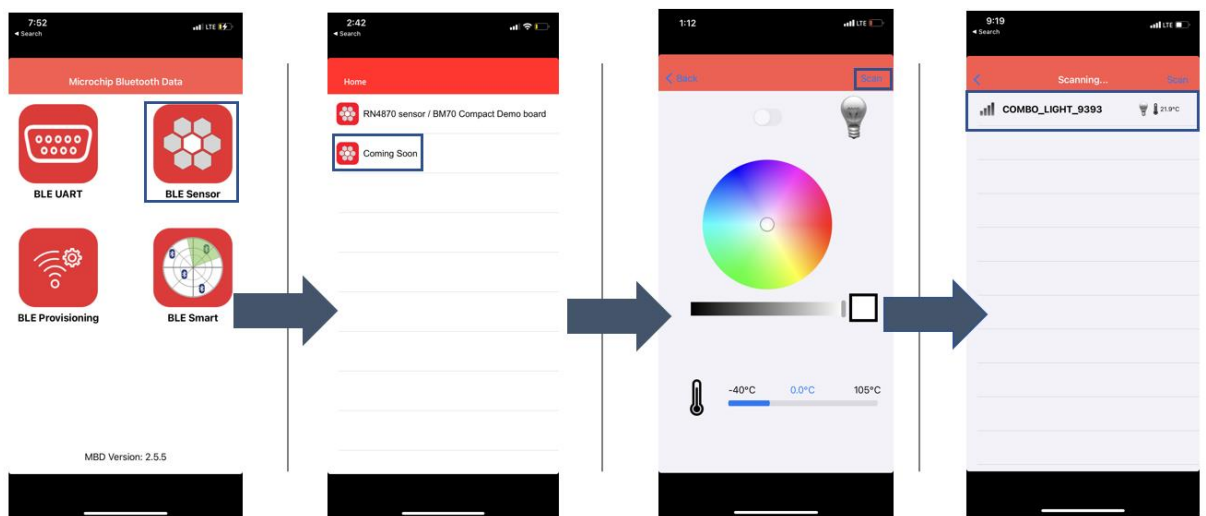 7:52
LTE
◄ Search
Microchip Bluetooth Data
BLE UART
BLE Sensor
BLE Provisioning
BLE Smart
MBD Version: 2.5.5
2:42
◄ Search
Home
RN4870 sensor / BM70 Compact Demo board
Coming Soon
1:12
LTE
< Back
Scan
-40°C
0.0°C
105°C
9:19
LTE
◄ Search
<
Scanning...
Scan
COMBO_LIGHT_9393
21.9°C